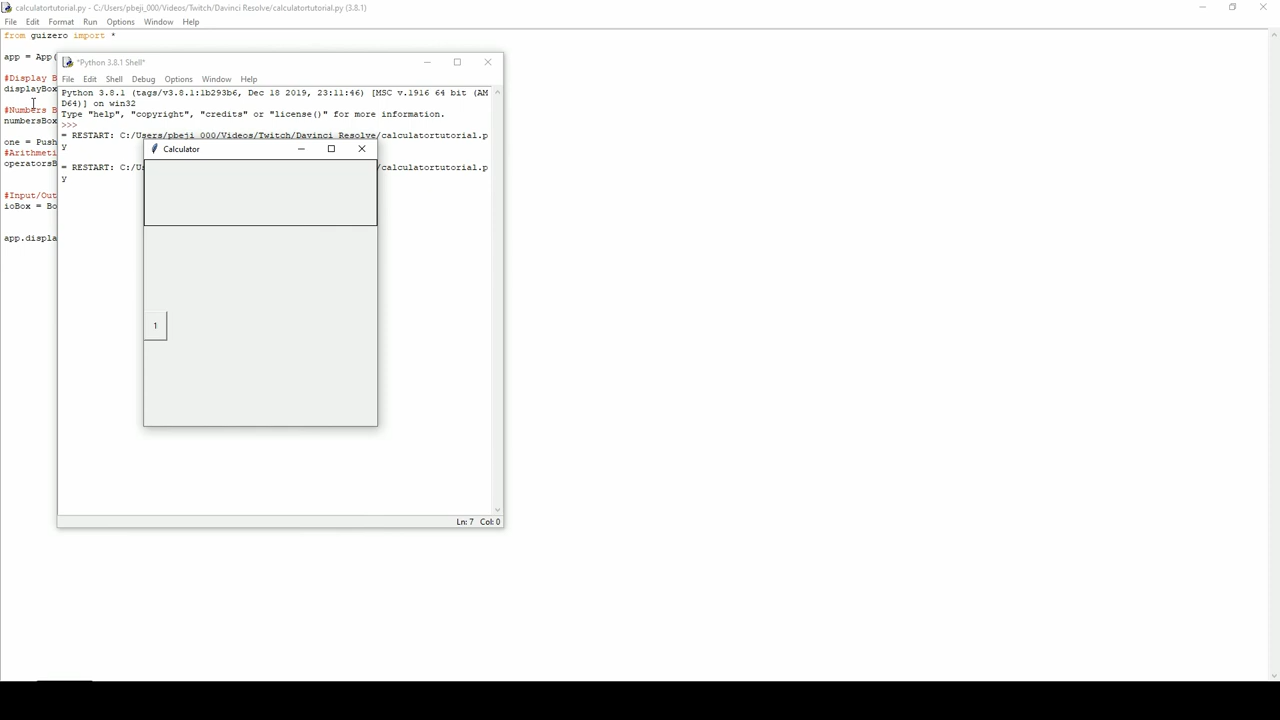 calculatortutorial.py - C:/Users/pbeji_000/Videos/Twitch/Davinci Resolve/calculatortutorial.py (3.8.1)
File Edit Format Run Options Window Help
from guizero import *
app = App(
#Display B
displayBox
#Numbers B
numbersBox
one = Push
#Arithmeti
operatorsB
#Input/Out
ioBox = Bo
app.displa
*Python 3.8.1 Shell*
File Edit Shell Debug Options Window Help
Python 3.8.1 (tags/v3.8.1:1b293b6, Dec 18 2019, 23:11:46) [MSC v.1916 64 bit (AM
D64)] on win32
Type "help", "copyright", "credits" or "license()" for more information.
>>>
= RESTART: C:/Users/pbeji_000/Videos/Twitch/Davinci Resolve/calculatortutorial.p
y
= RESTART: C:/Us
/calculatortutorial.p
y
Calculator
1
Ln: 7 Col: 0